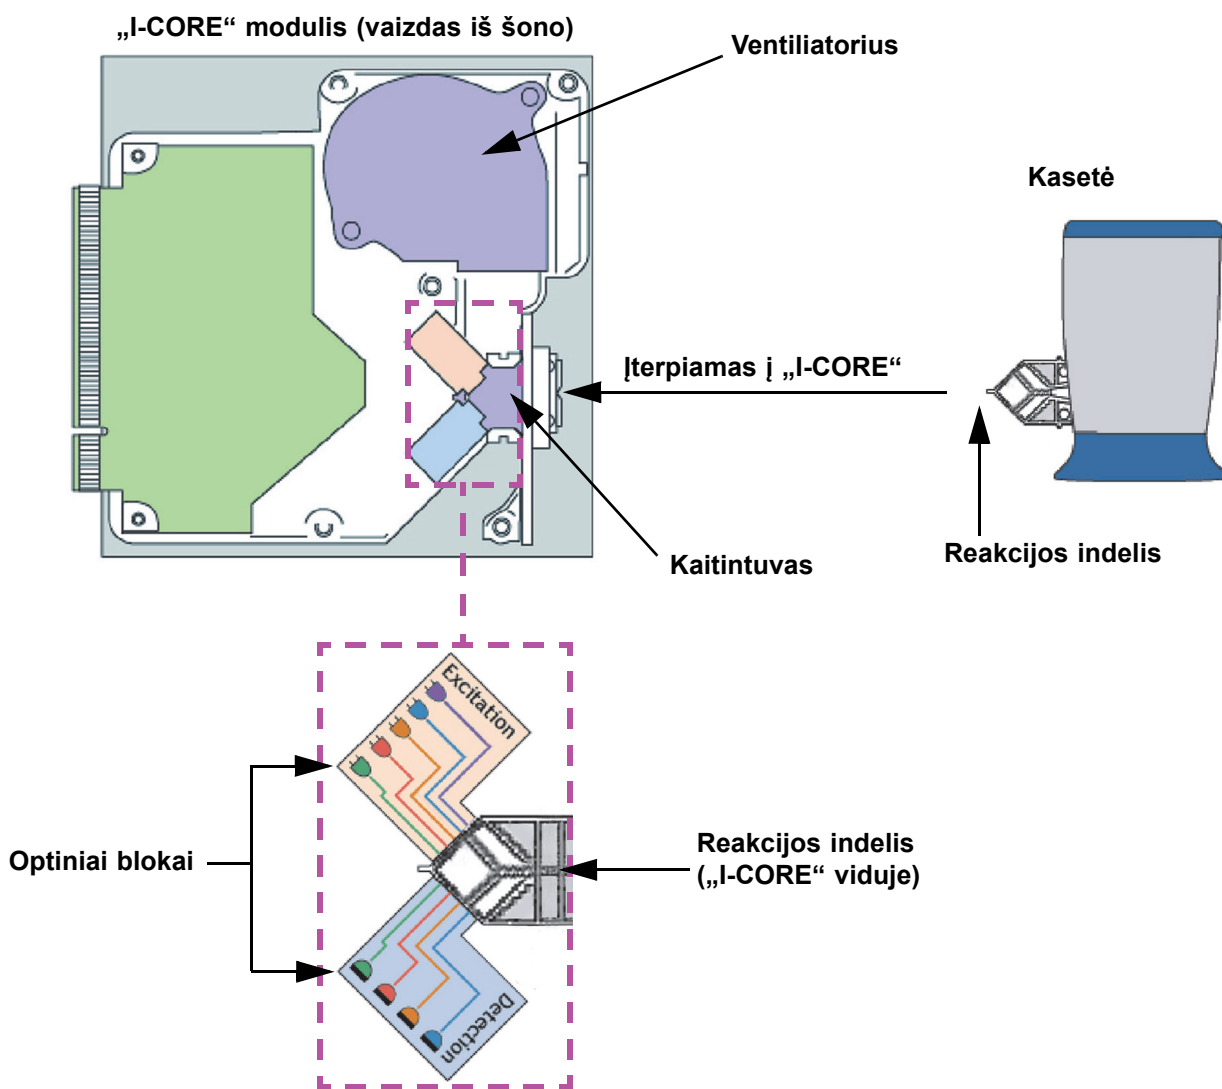 „I-CORE“ modulis (vaizdas iš šono)
Ventiliatorius
Kasetė
Įterpiamas į „I-CORE“
Kaitintuvas
Reakcijos indelis
Excitation
Optiniai blokai
Reakcijos indelis
(„I-CORE“ viduje)
Detection